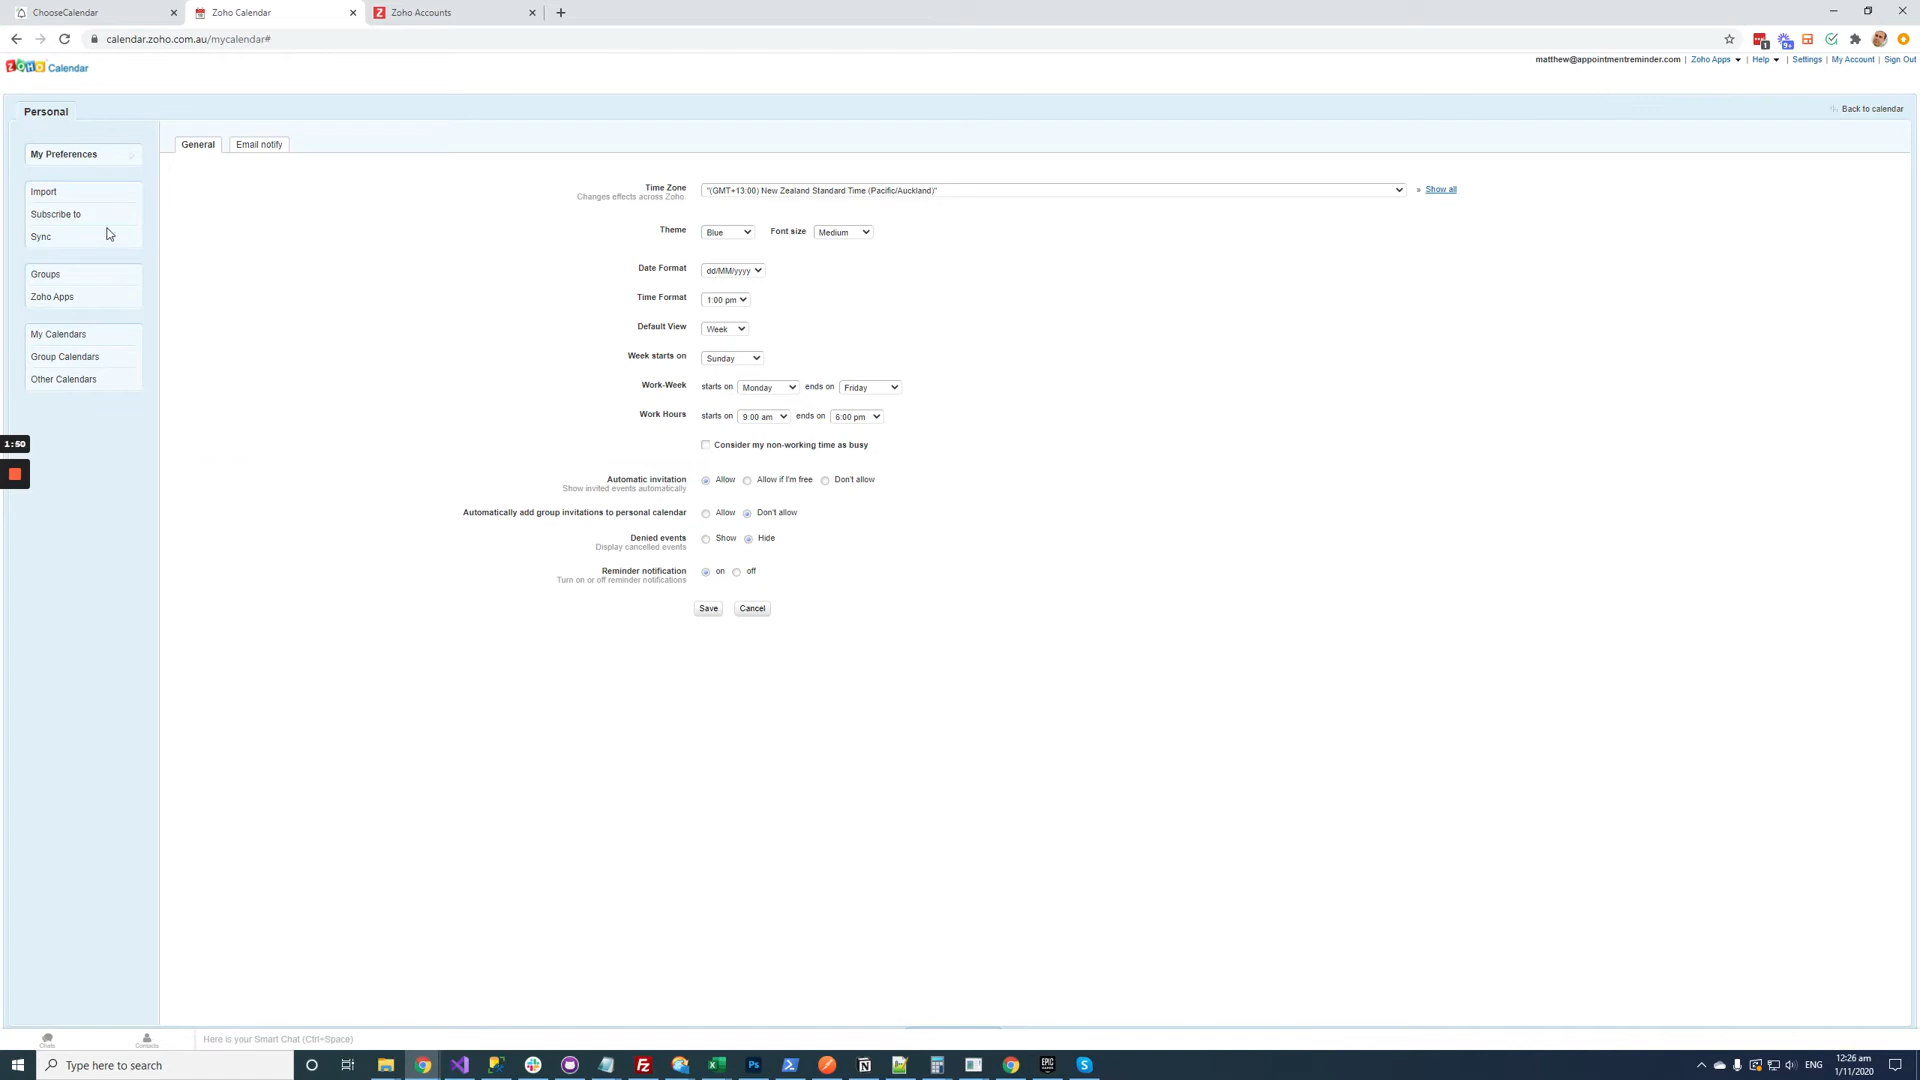 ChooseCalendar
Zoho Calendar
Zoho Accounts
calendar.zoho.com.au/mycalendar#
ZOHO Calendar
matthew@appointmentreminder.com | Zoho Apps | Help | Settings | My Account | Sign Out
Personal
Back to calendar
General
Email notify
My Preferences
Import
Subscribe to
Sync
Groups
Zoho Apps
My Calendars
Group Calendars
Other Calendars
Time Zone "(GMT+13:00) New Zealand Standard Time (Pacific/Auckland)" » Show all
Changes effects across Zoho.
Theme Blue Font size Medium
Date Format dd/MM/yyyy
Time Format 1:00 pm
Default View Week
Week starts on Sunday
Work-Week starts on Monday ends on Friday
Work Hours starts on 9:00 am ends on 6:00 pm
Consider my non-working time as busy
Automatic invitation Allow Allow if I'm free Don't allow
Show invited events automatically
Automatically add group invitations to personal calendar Allow Don't allow
Denied events Show Hide
Display cancelled events
Reminder notification on off
Turn on or off reminder notifications
Save Cancel
1:50
Chats
Contacts
Here is your Smart Chat (Ctrl+Space)
Type here to search
ENG
12:26 am
1/11/2020